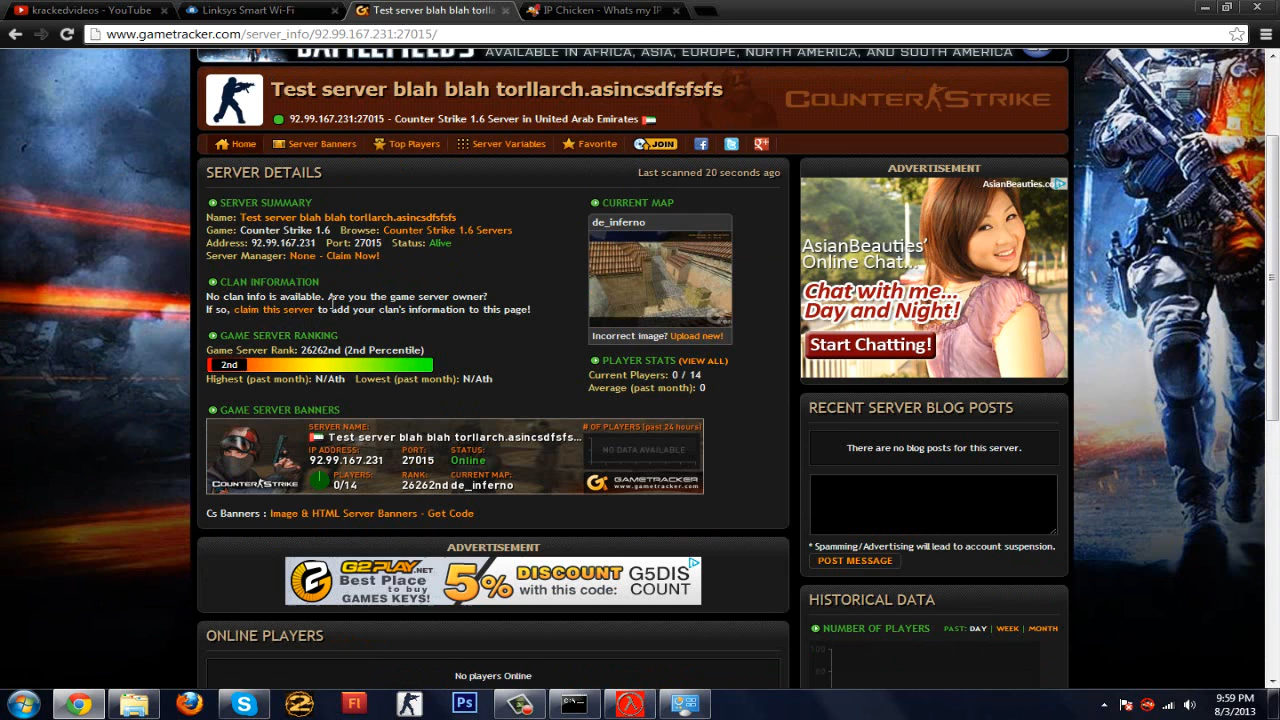 krackedvideos - YouTube
Linksys Smart Wi-Fi
Test server blah blah torlla
IP Chicken - Whats my IP
www.gametracker.com/server_info/92.99.167.231:27015/
AVAILABLE IN AFRICA, ASIA, EUROPE, NORTH AMERICA, AND SOUTH AMERICA
Test server blah blah torllarch.asincsdfsfsfs
COUNTER STRIKE
92.99.167.231:27015 - Counter Strike 1.6 Server in United Arab Emirates
Home
Server Banners
Top Players
Server Variables
Favorite
JOIN
SERVER DETAILS
Last scanned 20 seconds ago
SERVER SUMMARY
Name: Test server blah blah torllarch.asincsdfsfsfs
Game: Counter Strike 1.6 Browse: Counter Strike 1.6 Servers
Address: 92.99.167.231 Port: 27015 Status: Alive
Server Manager: None - Claim Now!
CURRENT MAP
de_inferno
Incorrect image? Upload new!
CLAN INFORMATION
No clan info is available. Are you the game server owner?
If so, claim this server to add your clan's information to this page!
GAME SERVER RANKING
Game Server Rank: 26262nd (2nd Percentile)
2nd
Highest (past month): N/Ath Lowest (past month): N/Ath
PLAYER STATS (VIEW ALL)
Current Players: 0 / 14
Average (past month): 0
GAME SERVER BANNERS
SERVER NAME:
Test server blah blah torllarch.asincsdfsfs...
IP ADDRESS: PORT: STATUS:
92.99.167.231 27015 Online
PLAYERS: RANK: CURRENT MAP:
0/14 26262nd de_inferno
COUNTER STRIKE
# OF PLAYERS (past 24 hours)
NO DATA AVAILABLE
GAMETRACKER
www.gametracker.com
Cs Banners : Image & HTML Server Banners - Get Code
ADVERTISEMENT
G2PLAY.NET
Best Place
to buy
GAMES KEYS!
5% DISCOUNT
with this code:
G5DIS
COUNT
ONLINE PLAYERS
No players Online
ADVERTISEMENT
AsianBeauties.co
AsianBeauties'
Online Chat...
Chat with me...
Day and Night!
Start Chatting!
RECENT SERVER BLOG POSTS
There are no blog posts for this server.
* Spamming/Advertising will lead to account suspension.
POST MESSAGE
HISTORICAL DATA
NUMBER OF PLAYERS
PAST: DAY | WEEK | MONTH
100
80
Fl
Ps
9:59 PM
8/3/2013